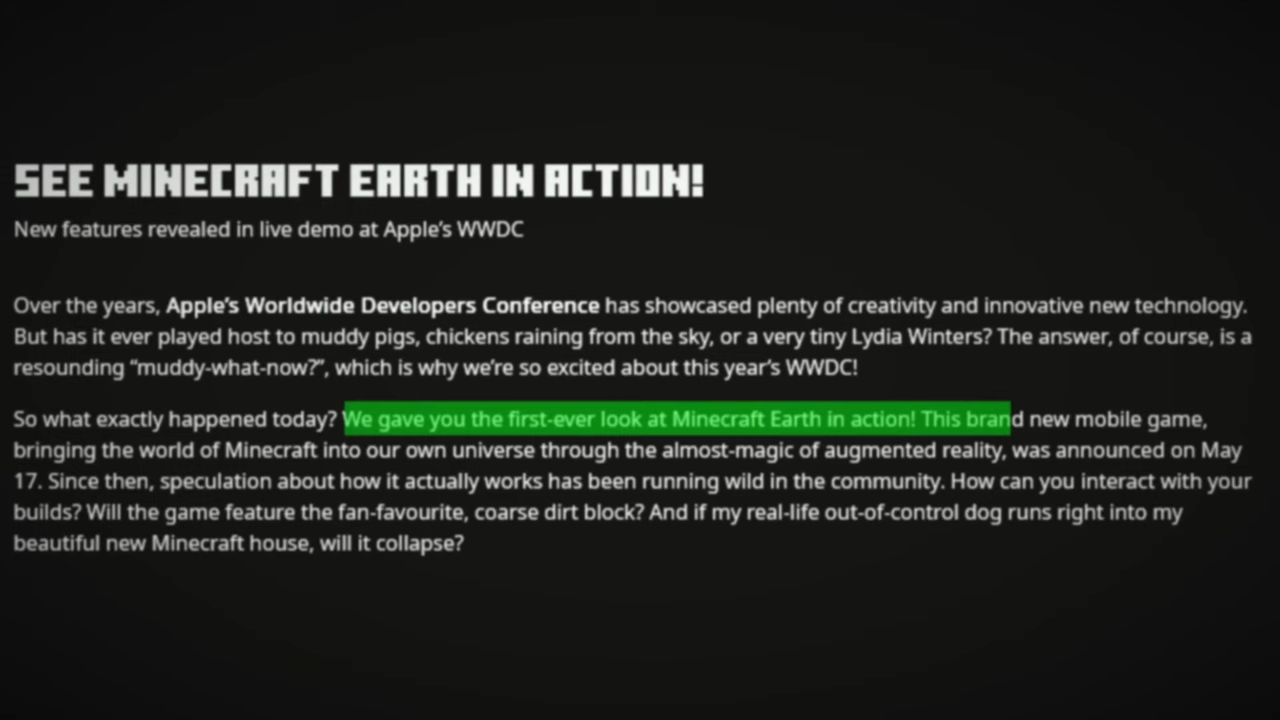 SEE MINECRAFT EARTH IN ACTION!
New features revealed in live demo at Apple’s WWDC
Over the years, Apple’s Worldwide Developers Conference has showcased plenty of creativity and innovative new technology.
But has it ever played host to muddy pigs, chickens raining from the sky, or a very tiny Lydia Winters? The answer, of course, is a
resounding “muddy-what-now?”, which is why we’re so excited about this year’s WWDC!
So what exactly happened today? We gave you the first-ever look at Minecraft Earth in action! This brand new mobile game,
bringing the world of Minecraft into our own universe through the almost-magic of augmented reality, was announced on May
17. Since then, speculation about how it actually works has been running wild in the community. How can you interact with your
builds? Will the game feature the fan-favourite, coarse dirt block? And if my real-life out-of-control dog runs right into my
beautiful new Minecraft house, will it collapse?